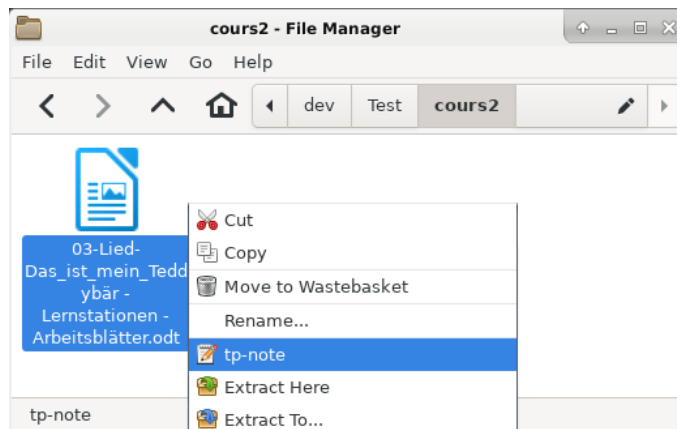 cours2 - File Manager
File Edit View Go Help
dev Test cours2
03-Lied-
Das_ist_mein_Tedd
ybär -
Lernstationen -
Arbeitsblätter.odt
Cut
Copy
Move to Wastebasket
Rename...
tp-note
Extract Here
Extract To...
tp-note